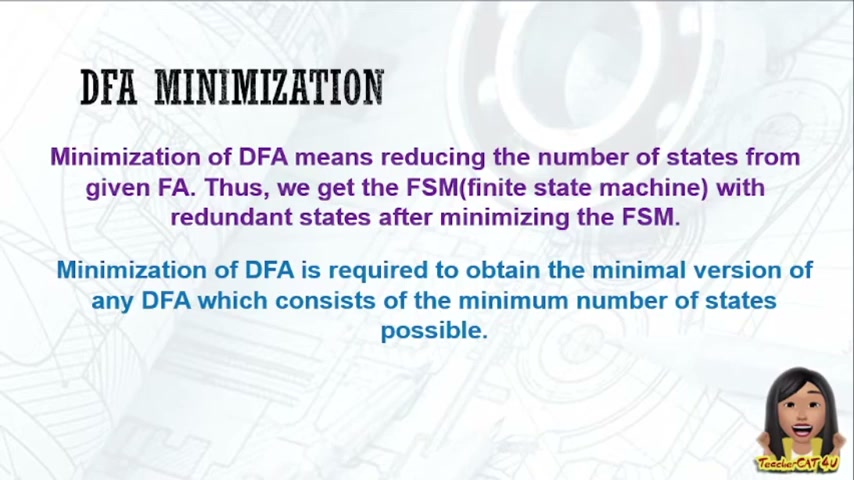 DFA MINIMIZATION
Minimization of DFA means reducing the number of states from
given FA. Thus, we get the FSM(finite state machine) with
redundant states after minimizing the FSM.
Minimization of DFA is required to obtain the minimal version of
any DFA which consists of the minimum number of states
possible.
TeacherCAT4U